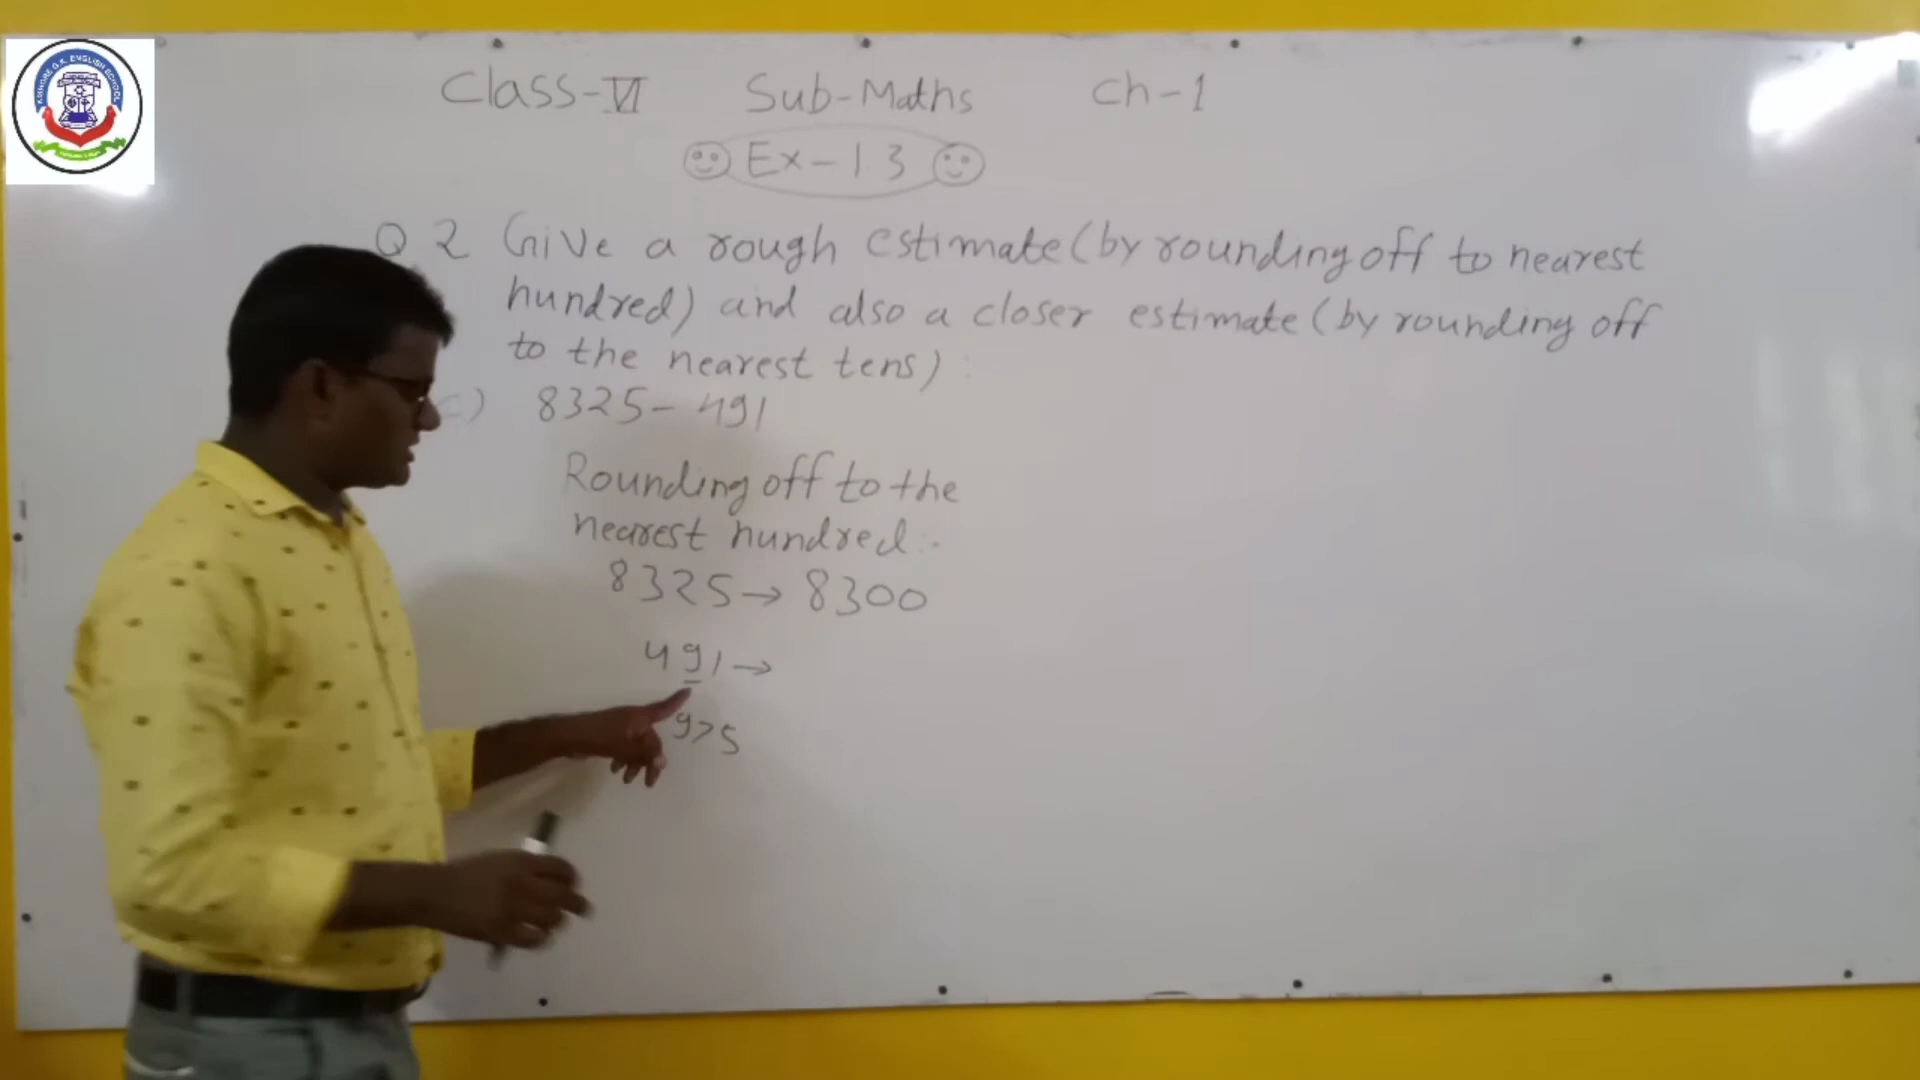 Class-VI Sub-Maths Ch-1
Ex-1.3
Q.2 Give a rough estimate (by rounding off to nearest
hundred) and also a closer estimate (by rounding off
to the nearest tens):
c) 8325-491
Rounding off to the
nearest hundred:-
8325→8300
491→
9>5